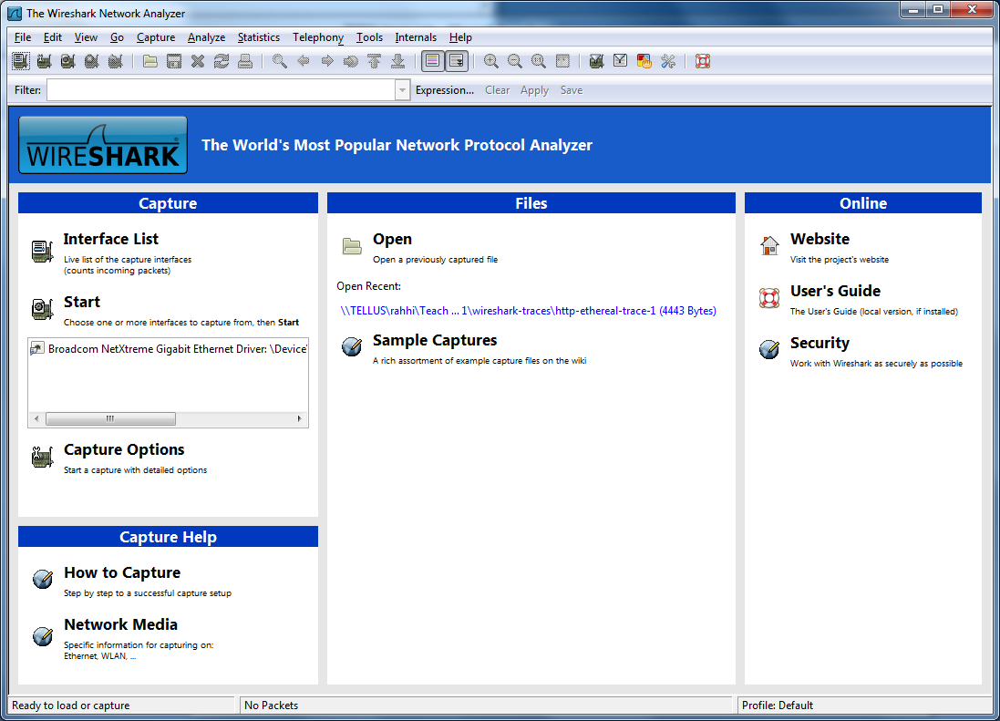 The Wireshark Network Analyzer
File Edit View Go Capture Analyze Statistics Telephony Tools Internals Help
Filter: Expression... Clear Apply Save
WIRESHARK
The World's Most Popular Network Protocol Analyzer
Capture
Interface List
Live list of the capture interfaces
(counts incoming packets)
Start
Choose one or more interfaces to capture from, then Start
Broadcom NetXtreme Gigabit Ethernet Driver: \Device\
Capture Options
Start a capture with detailed options
Capture Help
How to Capture
Step by step to a successful capture setup
Network Media
Specific information for capturing on:
Ethernet, WLAN, ...
Files
Open
Open a previously captured file
Open Recent:
\\TELLUS\rahhi\Teach ... 1\wireshark-traces\http-ethereal-trace-1 (4443 Bytes)
Sample Captures
A rich assortment of example capture files on the wiki
Online
Website
Visit the project's website
User's Guide
The User's Guide (local version, if installed)
Security
Work with Wireshark as securely as possible
Ready to load or capture
No Packets
Profile: Default